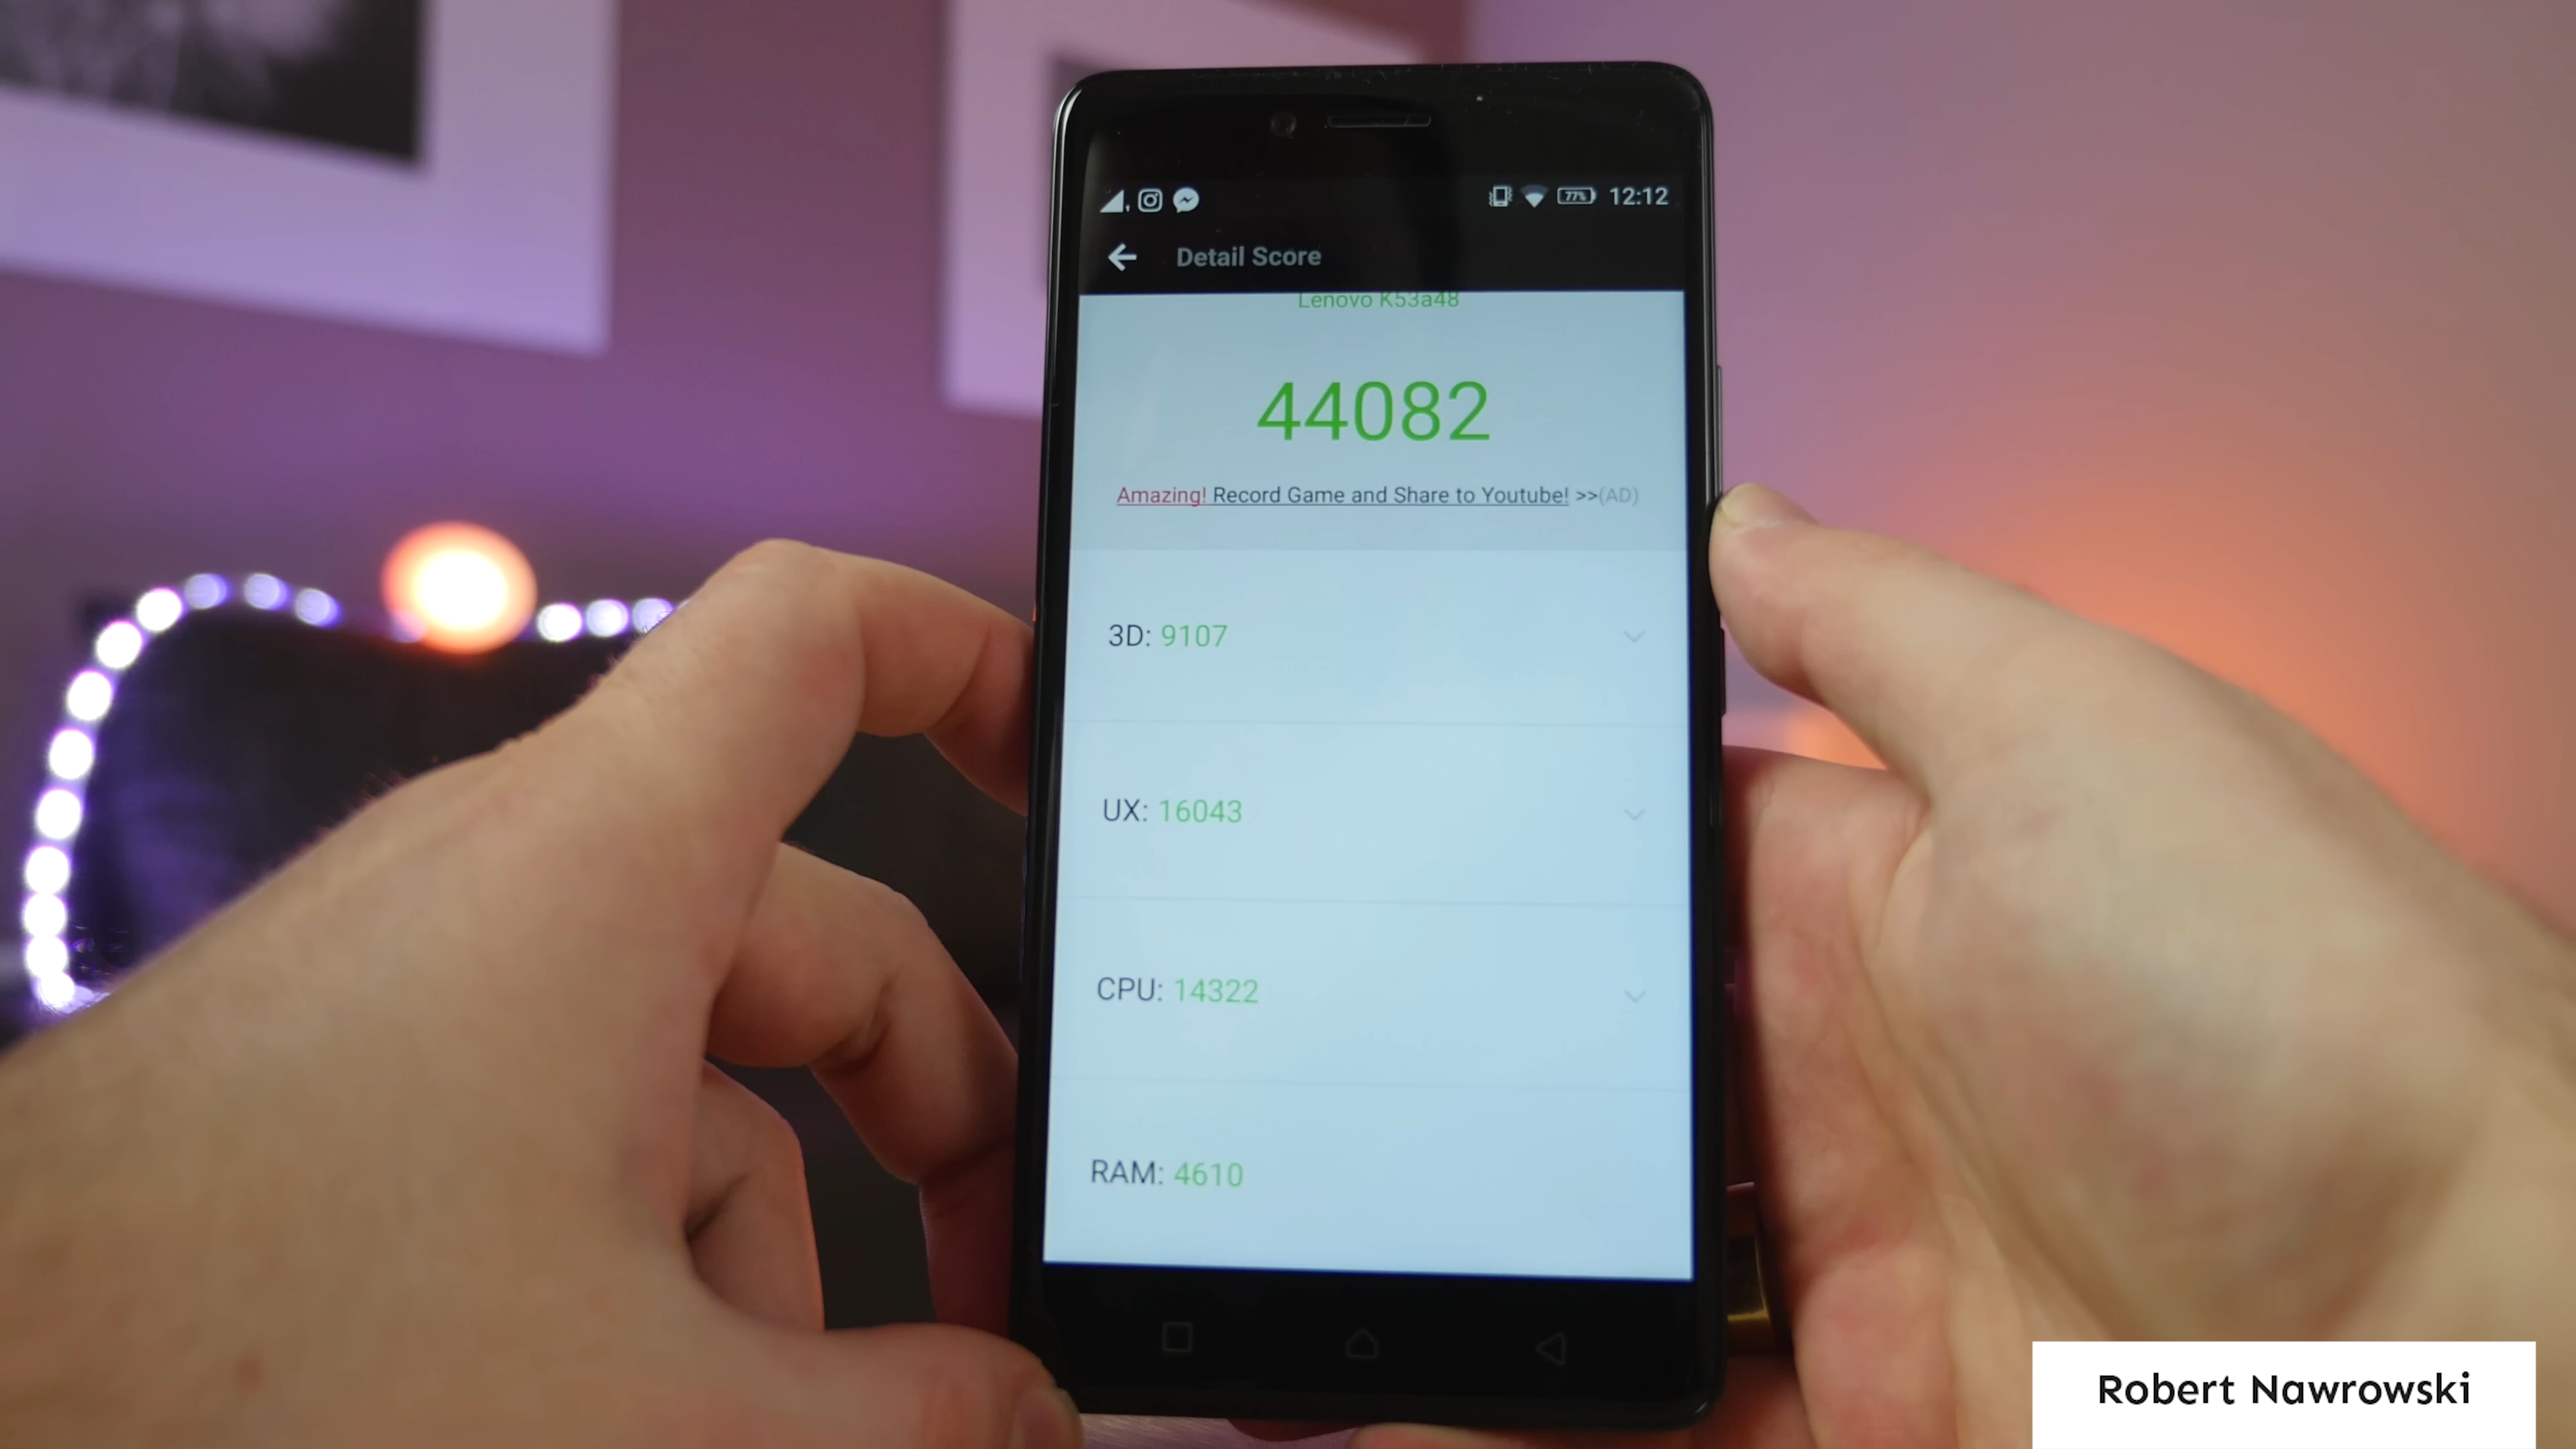 77% 12:12
Detail Score
Lenovo K53a48
44082
Amazing! Record Game and Share to Youtube! >>(AD)
3D: 9107
UX: 16043
CPU: 14322
RAM: 4610
Robert Nawrowski